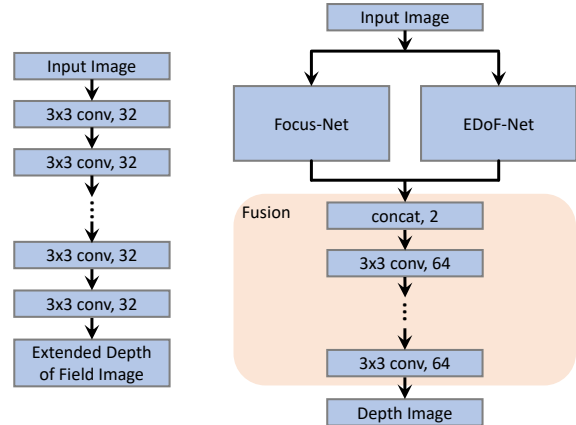 Input Image
3x3 conv, 32
3x3 conv, 32
3x3 conv, 32
3x3 conv, 32
Extended Depth
of Field Image
Input Image
Focus-Net
EDoF-Net
Fusion
concat, 2
3x3 conv, 64
3x3 conv, 64
Depth Image